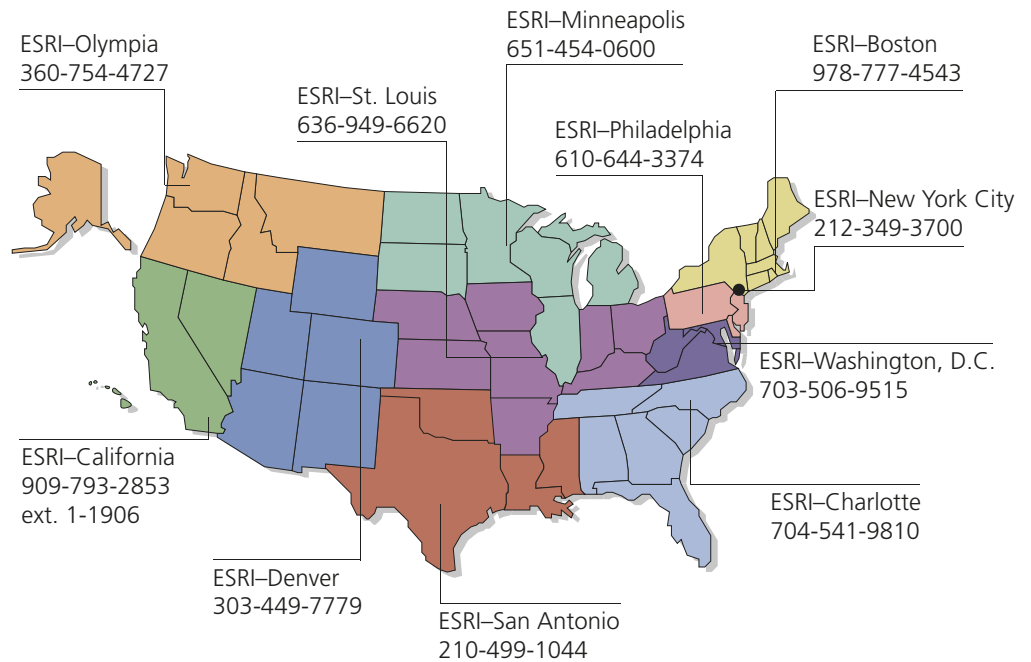 ESRI–Minneapolis
651-454-0600
ESRI–Olympia
360-754-4727
ESRI–Boston
978-777-4543
ESRI–St. Louis
636-949-6620
ESRI–Philadelphia
610-644-3374
ESRI–New York City
212-349-3700
ESRI–Washington, D.C.
703-506-9515
ESRI–California
909-793-2853
ext. 1-1906
ESRI–Charlotte
704-541-9810
ESRI–Denver
303-449-7779
ESRI–San Antonio
210-499-1044